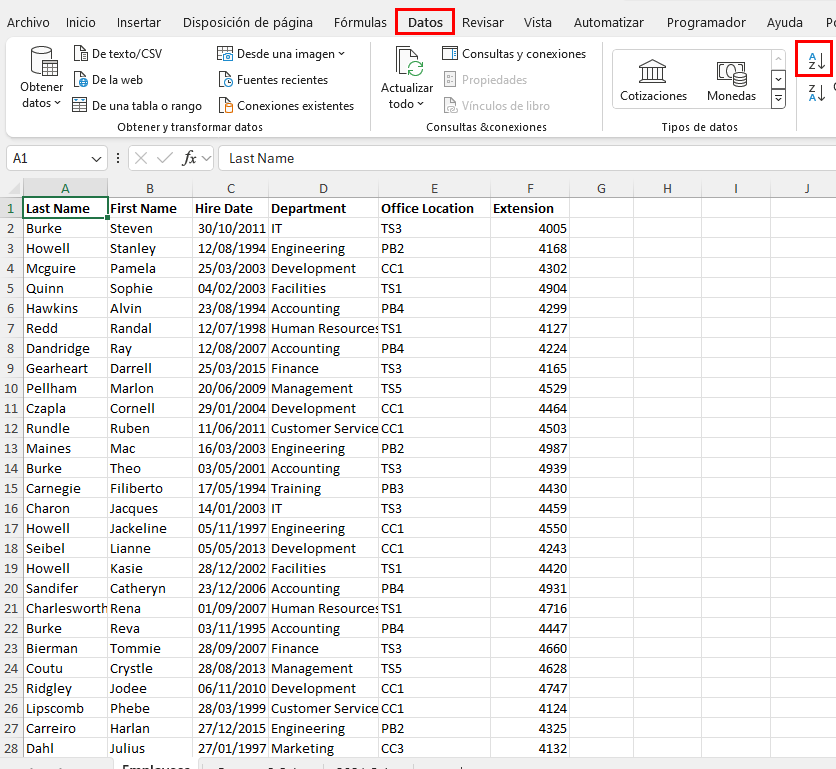 Archivo Inicio Insertar Disposición de página Fórmulas Datos Revisar Vista Automatizar Programador Ayuda
Obtener datos
De texto/CSV
De la web
De una tabla o rango
Desde una imagen
Fuentes recientes
Conexiones existentes
Obtener y transformar datos
Actualizar todo
Consultas y conexiones
Propiedades
Vínculos de libro
Consultas &conexiones
Cotizaciones Monedas
Tipos de datos
A Z
Z A
A1 fx Last Name
A B C D E F G H I J
1 Last Name First Name Hire Date Department Office Location Extension
2 Burke Steven 30/10/2011 IT TS3 4005
3 Howell Stanley 12/08/1994 Engineering PB2 4168
4 Mcguire Pamela 25/03/2003 Development CC1 4302
5 Quinn Sophie 04/02/2003 Facilities TS1 4904
6 Hawkins Alvin 23/08/1994 Accounting PB4 4299
7 Redd Randal 12/07/1998 Human Resources TS1 4127
8 Dandridge Ray 12/08/2007 Accounting PB4 4224
9 Gearheart Darrell 25/03/2015 Finance TS3 4165
10 Pellham Marlon 20/06/2009 Management TS5 4529
11 Czapla Cornell 29/01/2004 Development CC1 4464
12 Rundle Ruben 11/06/2011 Customer Service CC1 4503
13 Maines Mac 16/03/2003 Engineering PB2 4987
14 Burke Theo 03/05/2001 Accounting TS3 4939
15 Carnegie Filiberto 17/05/1994 Training PB3 4430
16 Charon Jacques 14/01/2003 IT TS3 4459
17 Howell Jackeline 05/11/1997 Engineering CC1 4550
18 Seibel Lianne 05/05/2013 Development CC1 4243
19 Howell Kasie 28/12/2002 Facilities TS1 4420
20 Sandifer Catheryn 23/12/2006 Accounting PB4 4931
21 Charlesworth Rena 01/09/2007 Human Resources TS1 4716
22 Burke Reva 03/11/1995 Accounting PB4 4447
23 Bierman Tommie 28/09/2007 Finance TS3 4660
24 Coutu Crystle 28/08/2013 Management TS5 4628
25 Ridgley Jodee 06/11/2010 Development CC1 4747
26 Lipscomb Phebe 28/03/1999 Customer Service CC1 4124
27 Carreiro Harlan 27/12/2015 Engineering PB2 4325
28 Dahl Julius 27/01/1997 Marketing CC3 4132